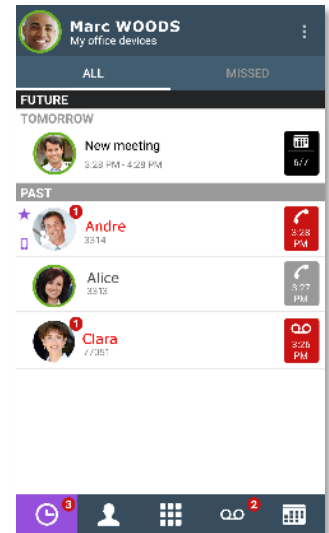 Marc WOODS
My office devices
ALL MISSED
FUTURE
TOMORROW
New meeting
3:28 PM - 4:28 PM
6/7
PAST
1
Andre
3314
3:28 PM
Alice
3313
3:27 PM
1
Clara
77051
3:26 PM
3
2